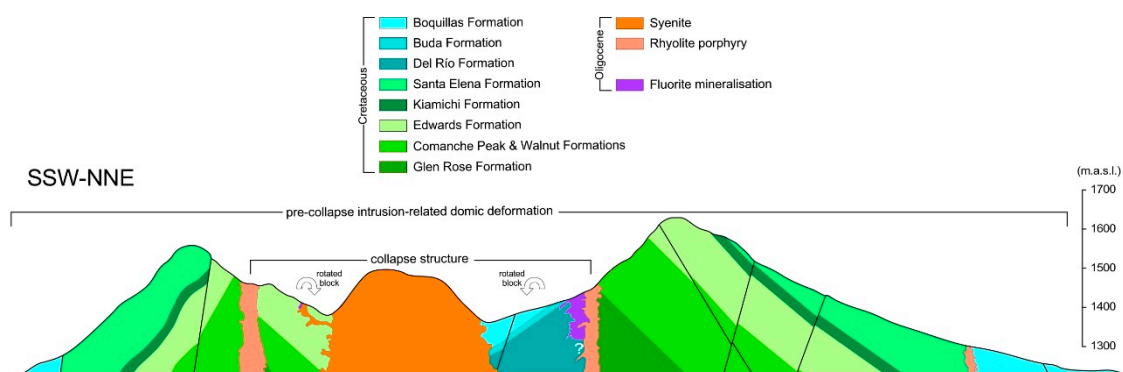 Boquillas Formation
Buda Formation
Del Río Formation
Santa Elena Formation
Kiamichi Formation
Edwards Formation
Comanche Peak & Walnut Formations
Glen Rose Formation
Cretaceous
Syenite
Rhyolite porphyry
Fluorite mineralisation
Oligocene
SSW-NNE
(m.a.s.l.)
1700
1600
1500
1400
1300
pre-collapse intrusion-related domic deformation
collapse structure
rotated
block
rotated
block
?